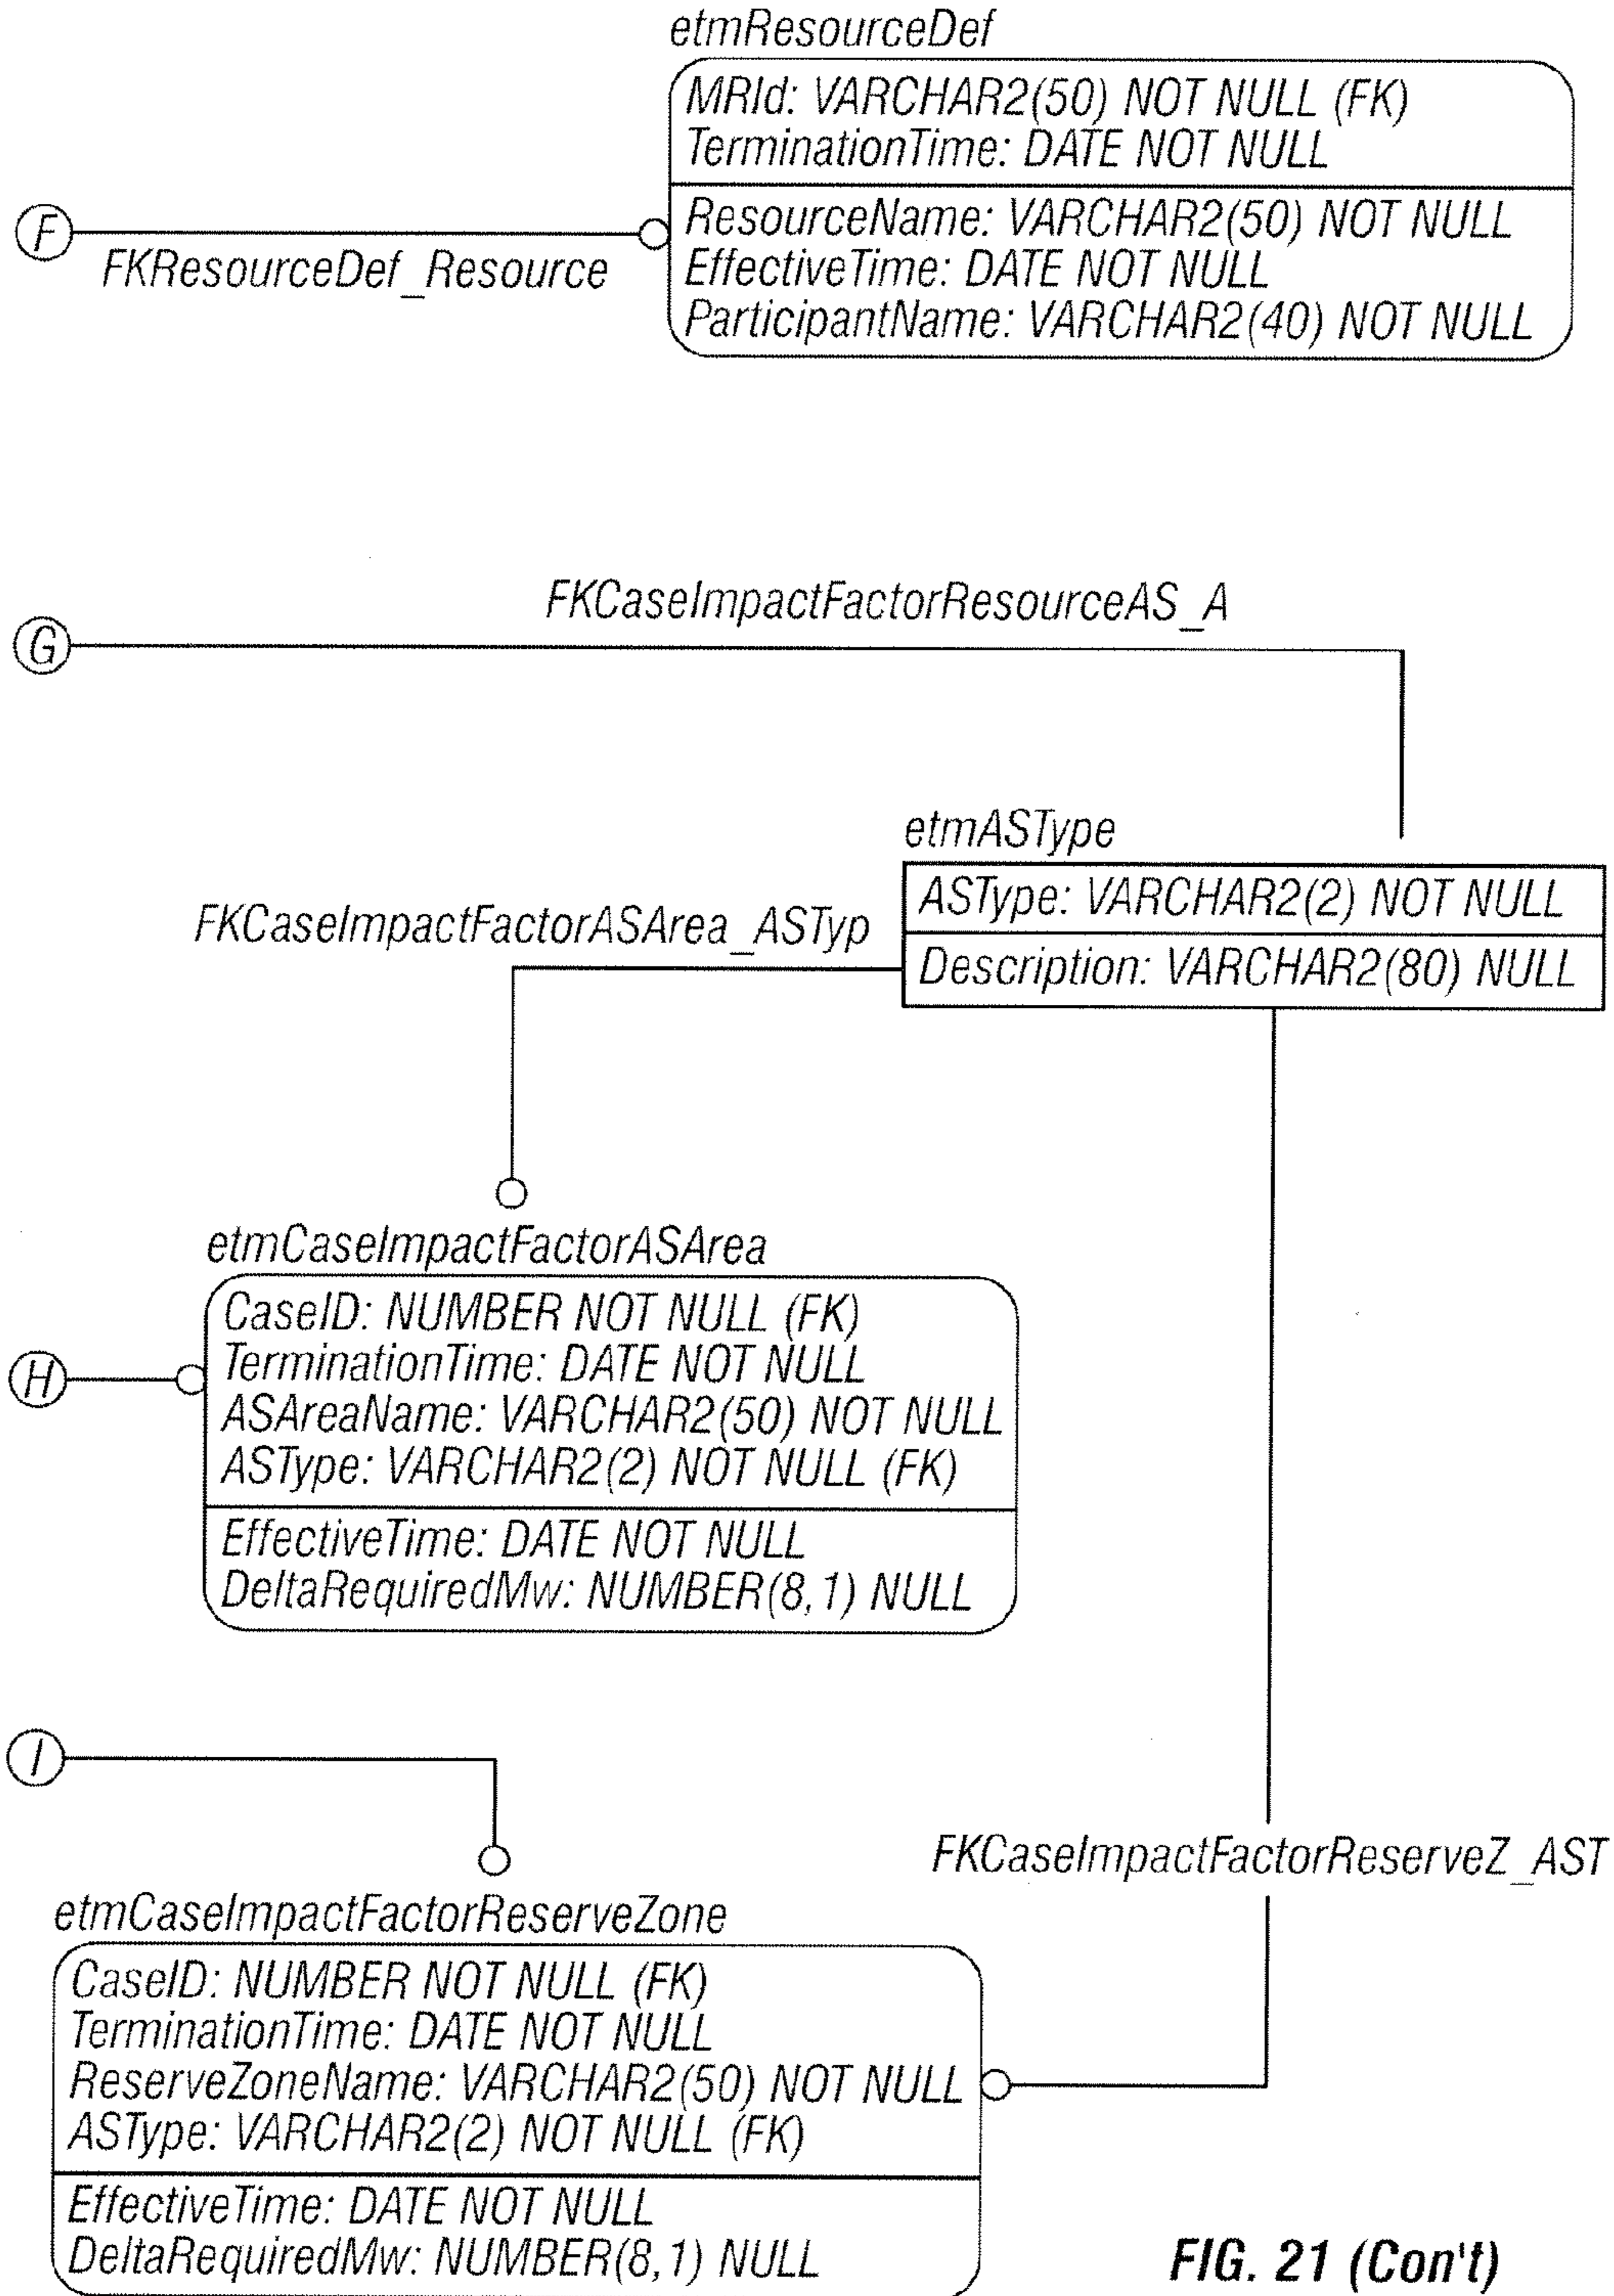 etmResourceDef
MRId: VARCHAR2(50) NOT NULL (FK)
TerminationTime: DATE NOT NULL
ResourceName: VARCHAR2(50) NOT NULL
EffectiveTime: DATE NOT NULL
ParticipantName: VARCHAR2(40) NOT NULL
F
FKResourceDef_Resource
FKCaseImpactFactorResourceAS_A
G
etmASType
ASType: VARCHAR2(2) NOT NULL
Description: VARCHAR2(80) NULL
FKCaseImpactFactorASArea_ASTyp
etmCaseImpactFactorASArea
CaseID: NUMBER NOT NULL (FK)
TerminationTime: DATE NOT NULL
ASAreaName: VARCHAR2(50) NOT NULL
ASType: VARCHAR2(2) NOT NULL (FK)
EffectiveTime: DATE NOT NULL
DeltaRequiredMw: NUMBER(8,1) NULL
H
I
FKCaseImpactFactorReserveZ_AST
etmCaseImpactFactorReserveZone
CaseID: NUMBER NOT NULL (FK)
TerminationTime: DATE NOT NULL
ReserveZoneName: VARCHAR2(50) NOT NULL
ASType: VARCHAR2(2) NOT NULL (FK)
EffectiveTime: DATE NOT NULL
DeltaRequiredMw: NUMBER(8,1) NULL
FIG. 21 (Con't)